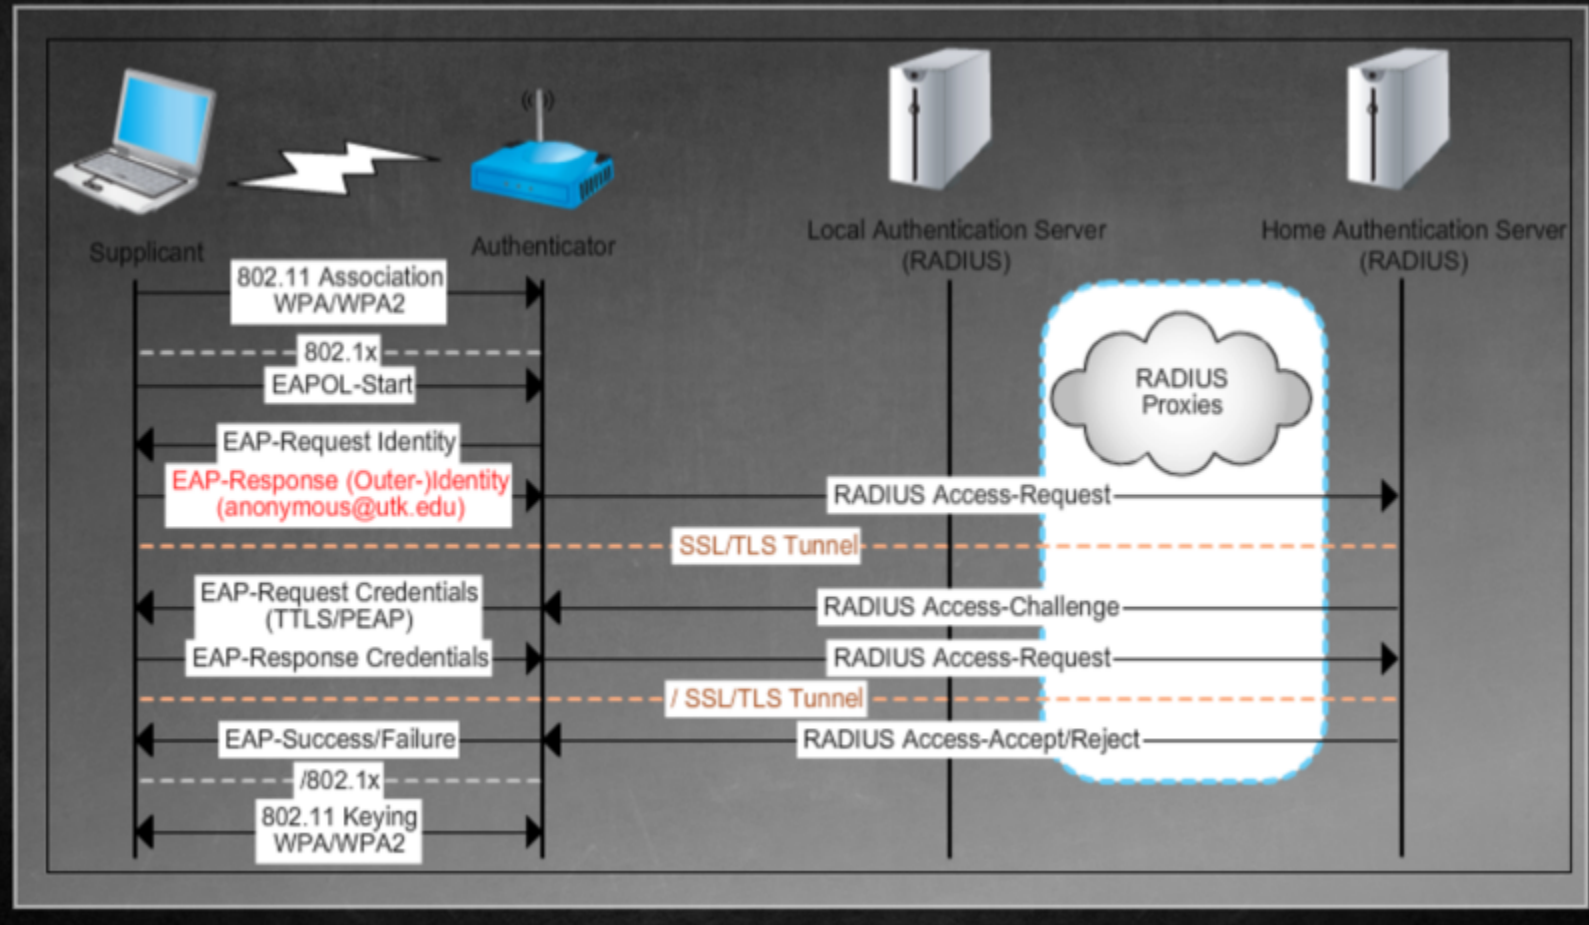 Supplicant
Authenticator
Local Authentication Server
(RADIUS)
Home Authentication Server
(RADIUS)
802.11 Association
WPA/WPA2
802.1x
EAPOL-Start
RADIUS
Proxies
EAP-Request Identity
EAP-Response (Outer-)Identity
(anonymous@utk.edu)
RADIUS Access-Request
SSL/TLS Tunnel
EAP-Request Credentials
(TTLS/PEAP)
RADIUS Access-Challenge
EAP-Response Credentials
RADIUS Access-Request
/ SSL/TLS Tunnel
EAP-Success/Failure
RADIUS Access-Accept/Reject
/802.1x
802.11 Keying
WPA/WPA2